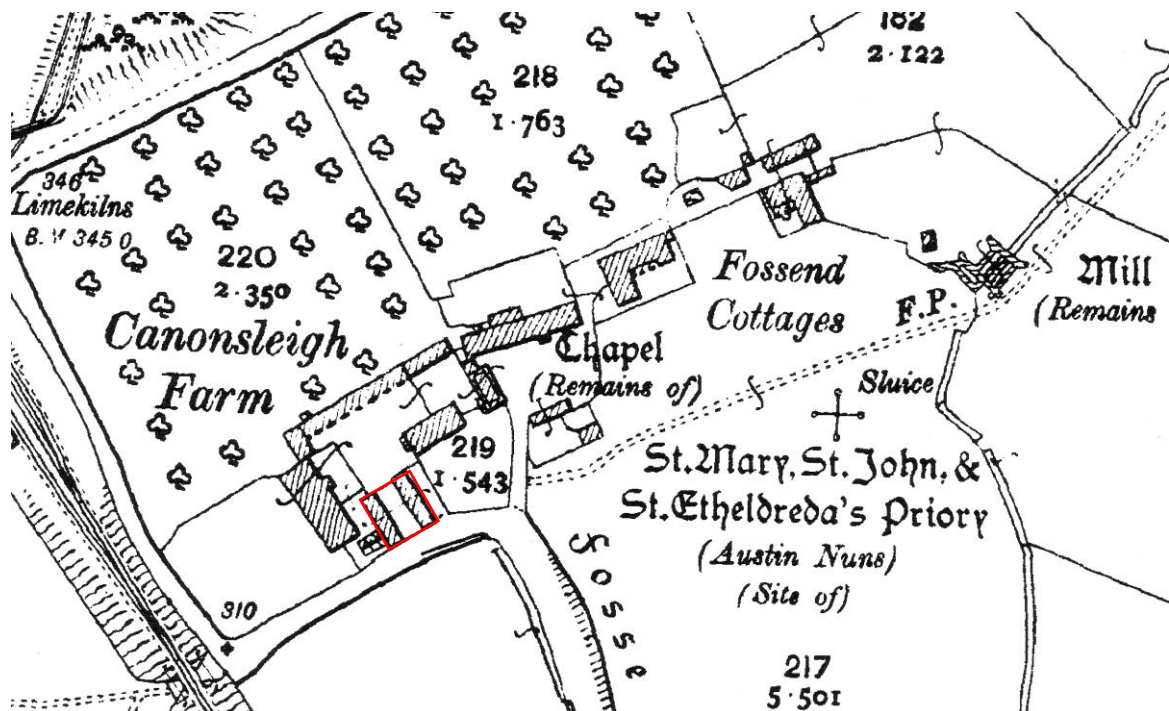 182
2·122
218
1·763
346
Limekilns
B.M 345 0
220
2·350
Canonsleigh
Farm
Fossend
Cottages
Mill
(Remains
F.P.
Chapel
(Remains of)
Sluice
219
1·543
St. Mary, St. John, &
St. Etheldreda's Priory
(Austin Nuns)
(Site of)
Fosse
310
217
5·501